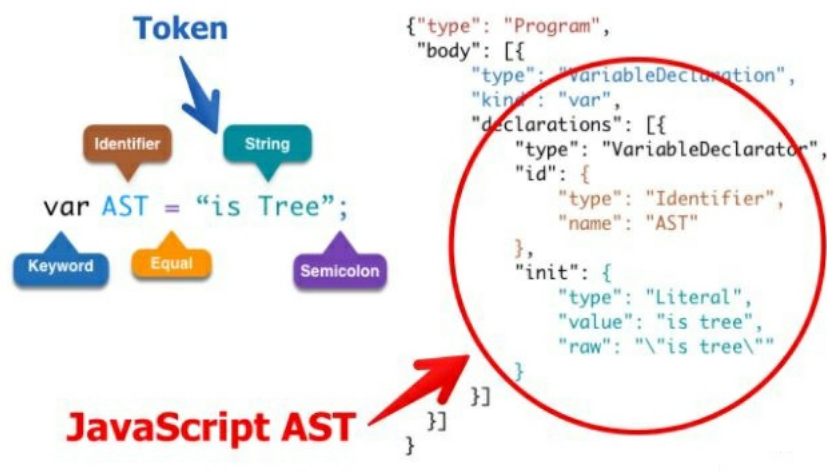 Token
Identifier
String
var AST = “is Tree”;
Keyword
Equal
Semicolon
JavaScript AST
{"type": "Program",
"body": [{
"type": "VariableDeclaration",
"kind": "var",
"declarations": [{
"type": "VariableDeclarator",
"id": {
"type": "Identifier",
"name": "AST"
},
"init": {
"type": "Literal",
"value": "is tree",
"raw": "\"is tree\""
}
}]
}]
}